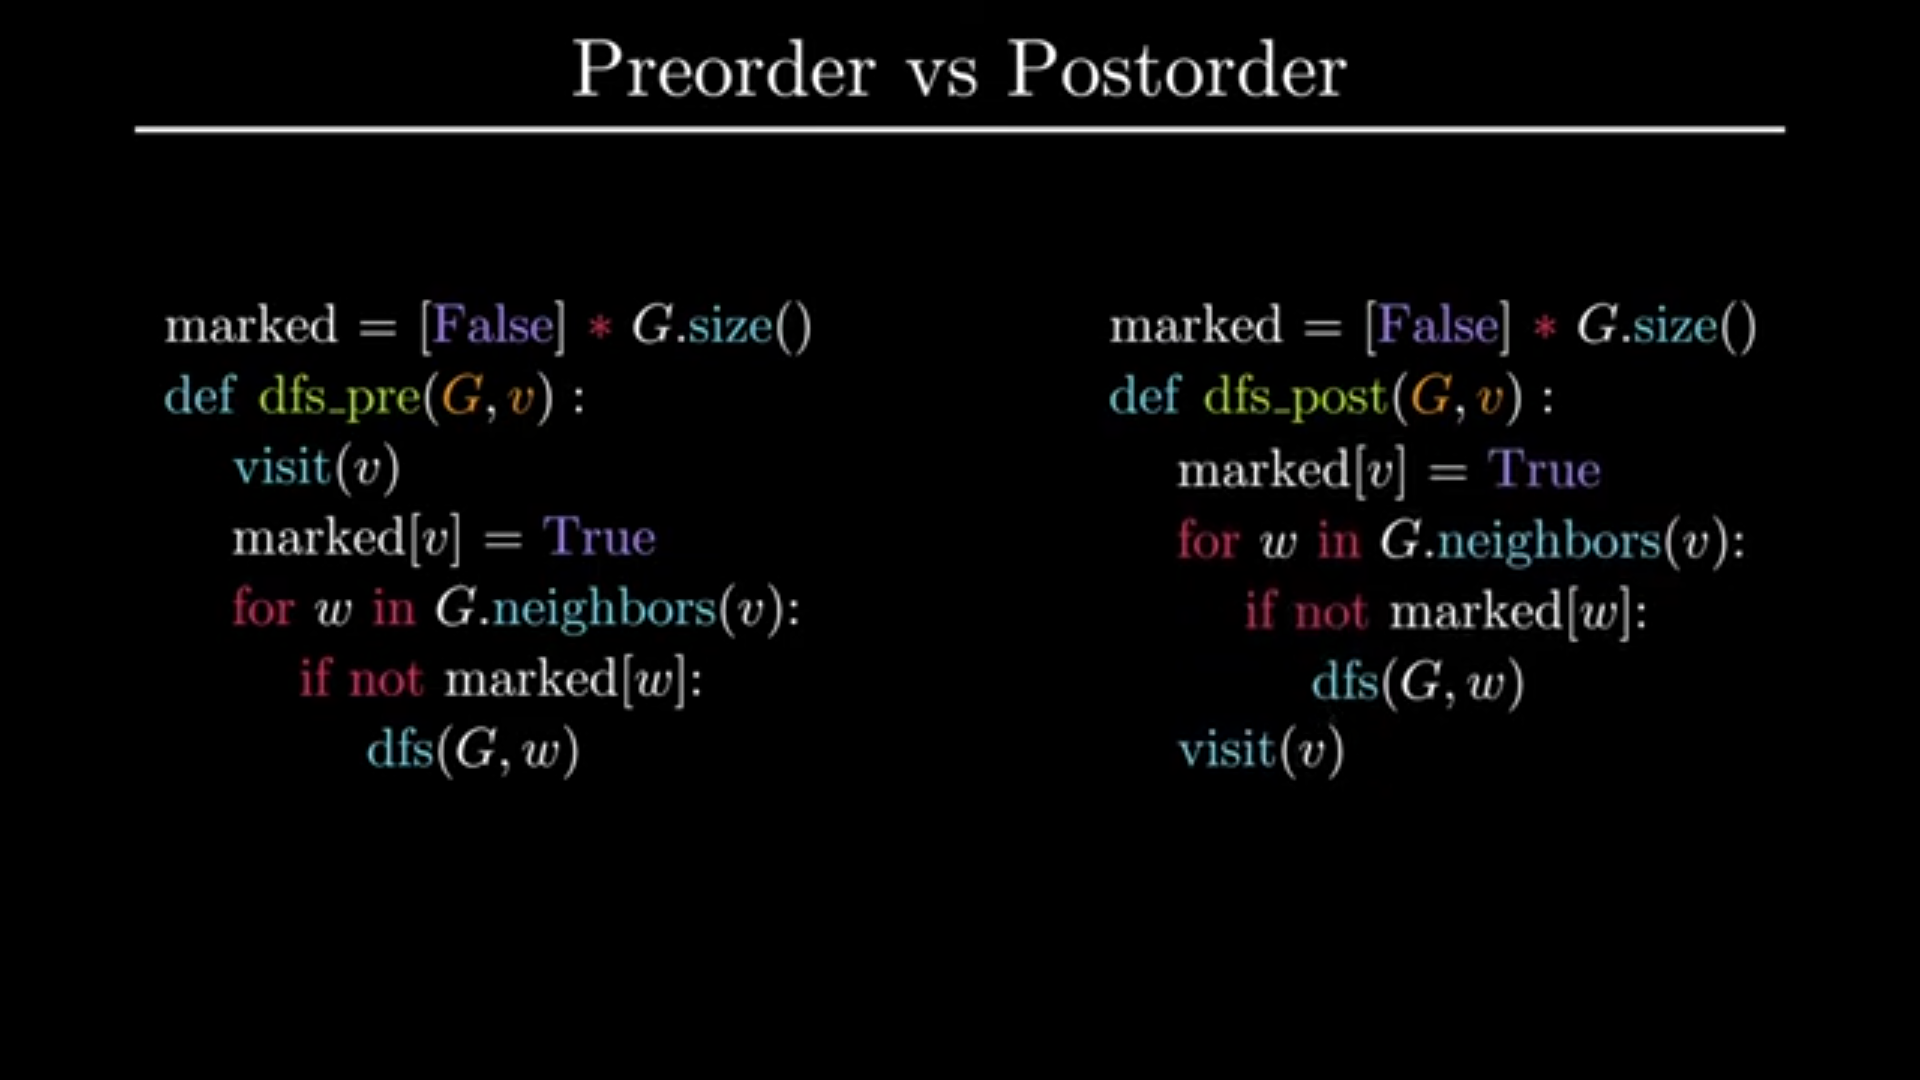 Preorder vs Postorder
marked = [False] * G.size()
def dfs_pre(G, v) :
visit(v)
marked[v] = True
for w in G.neighbors(v):
if not marked[w]:
dfs(G, w)
marked = [False] * G.size()
def dfs_post(G, v) :
marked[v] = True
for w in G.neighbors(v):
if not marked[w]:
dfs(G, w)
visit(v)